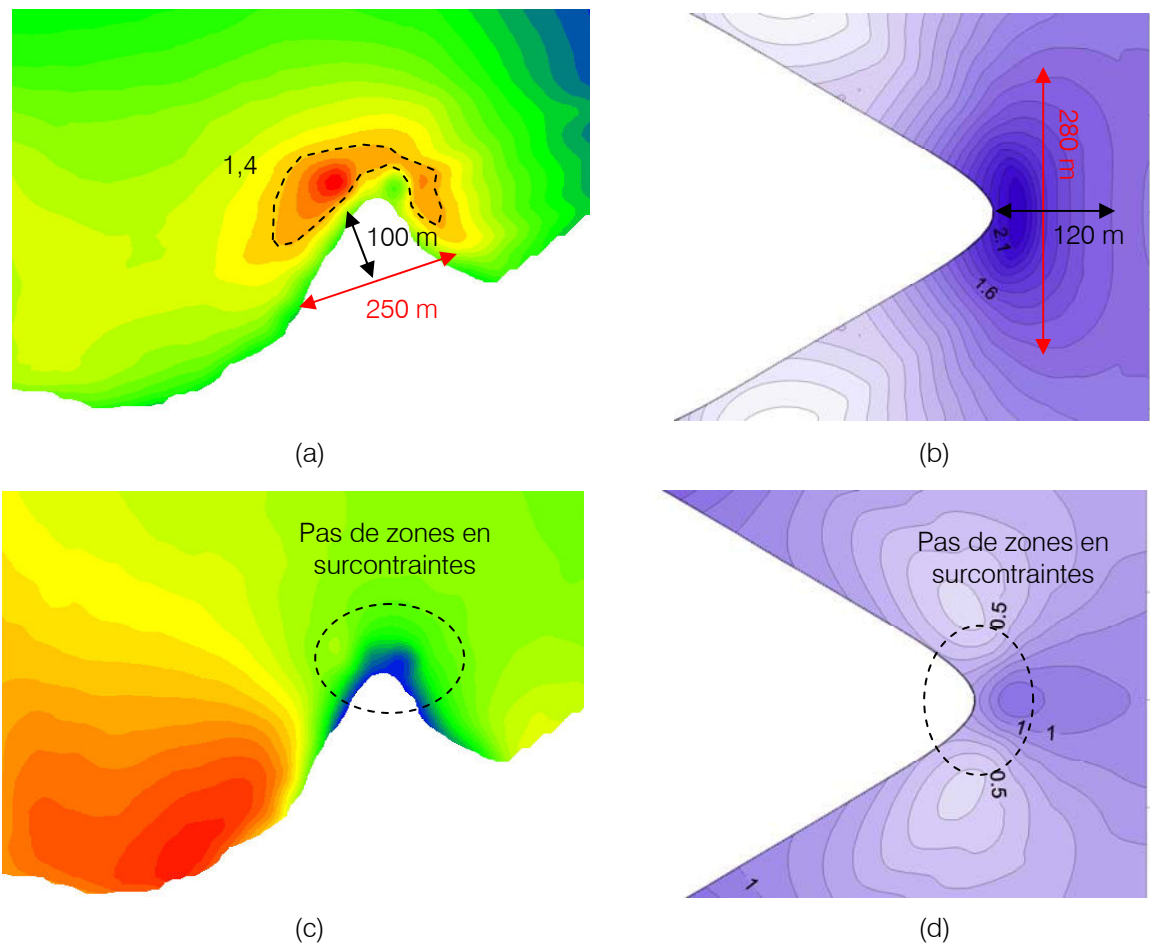 1,4
100 m
250 m
(a)
280 m
120 m
2.1
1.6
(b)
Pas de zones en
surcontraintes
(c)
Pas de zones en
surcontraintes
0.5
1
1
0.5
1
(d)